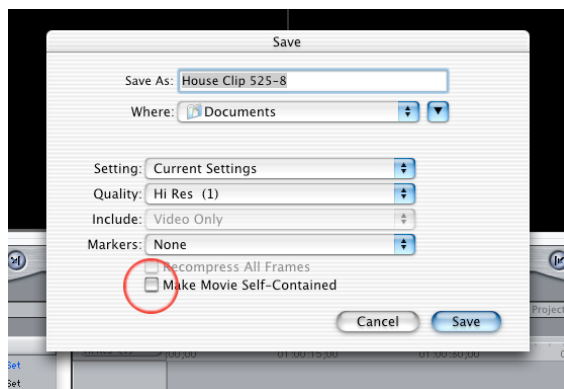 Save
Save As: House Clip 525-8
Where: Documents
Setting: Current Settings
Quality: Hi Res (1)
Include: Video Only
Markers: None
Recompress All Frames
Make Movie Self-Contained
Cancel Save
Project
Set 00;00 01:00:15;00 01:00:30;00
Set